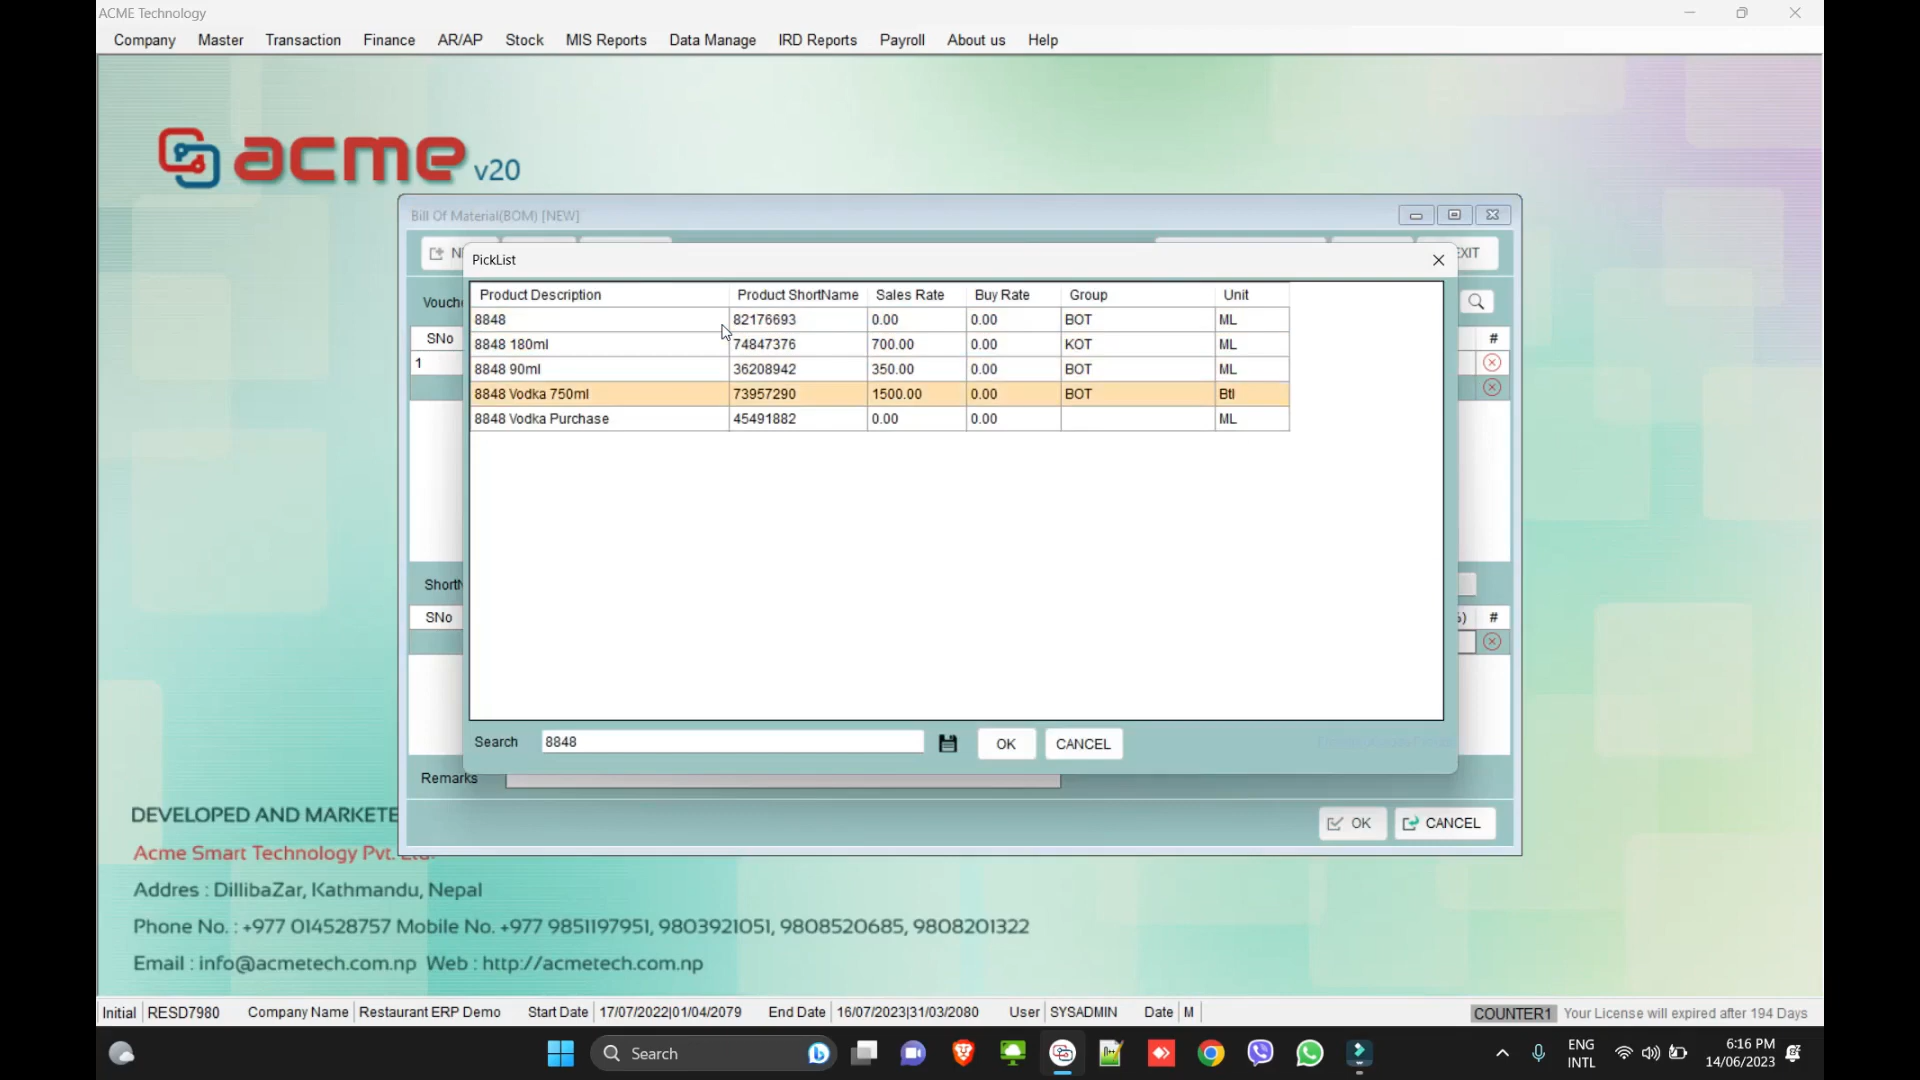 ACME Technology
Company Master Transaction Finance AR/AP Stock MIS Reports Data Manage IRD Reports Payroll About us Help
acme v20
Bill Of Material(BOM) [NEW]
EXIT
PickList
Product Description Product ShortName Sales Rate Buy Rate Group Unit
8848 82176693 0.00 0.00 BOT ML
8848 180ml 74847376 700.00 0.00 KOT ML
8848 90ml 36208942 350.00 0.00 BOT ML
8848 Vodka 750ml 73957290 1500.00 0.00 BOT Btl
8848 Vodka Purchase 45491882 0.00 0.00 ML
SNo #
1
SNo #
Search 8848 OK CANCEL
Remarks
OK CANCEL
DEVELOPED AND MARKETE
Acme Smart Technology Pvt. Ltd.
Addres : DillibaZar, Kathmandu, Nepal
Phone No. : +977 014528757 Mobile No. +977 9851197951, 9803921051, 9808520685, 9808201322
Email : info@acmetech.com.np Web : http://acmetech.com.np
Initial RESD7980 Company Name Restaurant ERP Demo Start Date 17/07/2022|01/04/2079 End Date 16/07/2023|31/03/2080 User SYSADMIN Date M COUNTER1 Your License will expired after 194 Days
Search
ENG
INTL
6:16 PM
14/06/2023